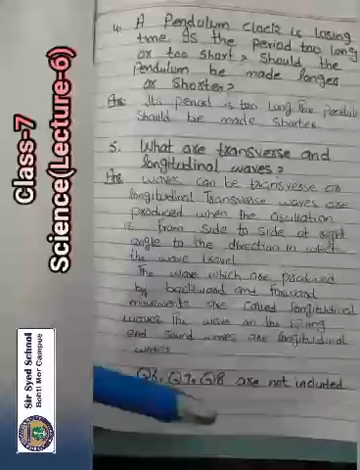 Class-7
Science(Lecture-6)
Sir Syed School
Bohti Mor Campus
4. A Pendulum Clock is losing
time Is the period too long
or too short? Should the
pendulum be made longer
or Shorter?
Ans: Its period is too long The pendul
Should be made Shorter.
5. What are transverse and
longitudinal waves?
Ans waves can be transverse or
longitudinal Transverse waves are
produced when the oscillation
is from side to side at right
angle to the direction in which
the wave travel
The wave which are produced
by backward and forward
movements are called longitudinal
waves The wave on the
and sound waves are longitudinal
waves
Q6, Q7, Q8 are not included